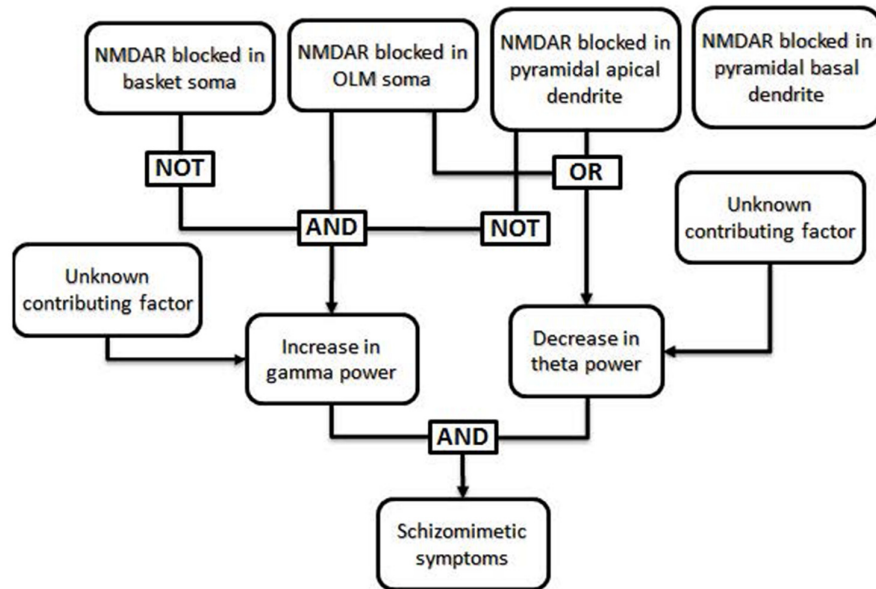 NMDAR blocked in
basket soma
NMDAR blocked in
OLM soma
NMDAR blocked in
pyramidal apical
dendrite
NMDAR blocked in
pyramidal basal
dendrite
NOT
OR
AND
NOT
Unknown
contributing factor
Unknown
contributing factor
Increase in
gamma power
Decrease in
theta power
AND
Schizomimetic
symptoms